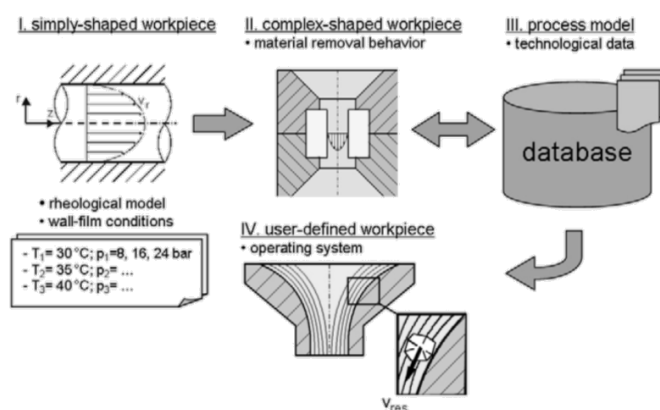 I. simply-shaped workpiece
II. complex-shaped workpiece
• material removal behavior
III. process model
• technological data
r
z
v_r
database
• rheological model
• wall-film conditions
- T₁= 30°C; p₁=8, 16, 24 bar
- T₂= 35°C; p₂= ...
- T₃= 40°C; p₃= ...
IV. user-defined workpiece
• operating system
v_res